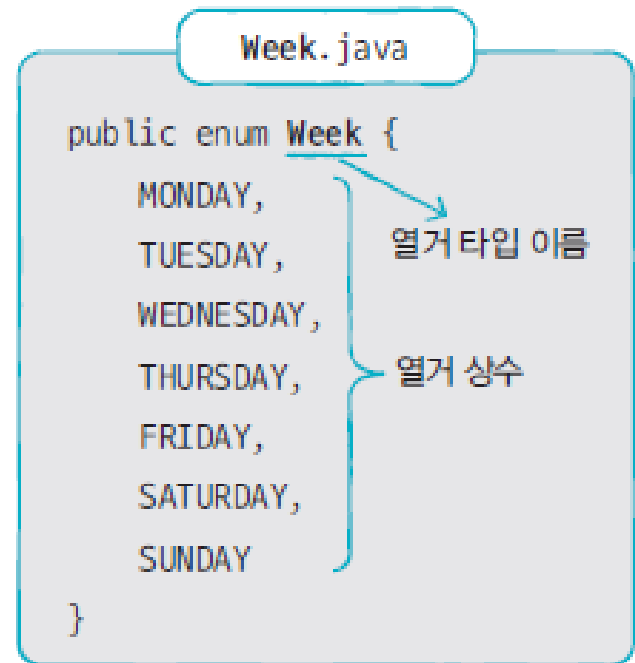 Week.java
public enum Week {
MONDAY,
열거 타입 이름
TUESDAY,
WEDNESDAY,
THURSDAY,
열거 상수
FRIDAY,
SATURDAY,
SUNDAY
}